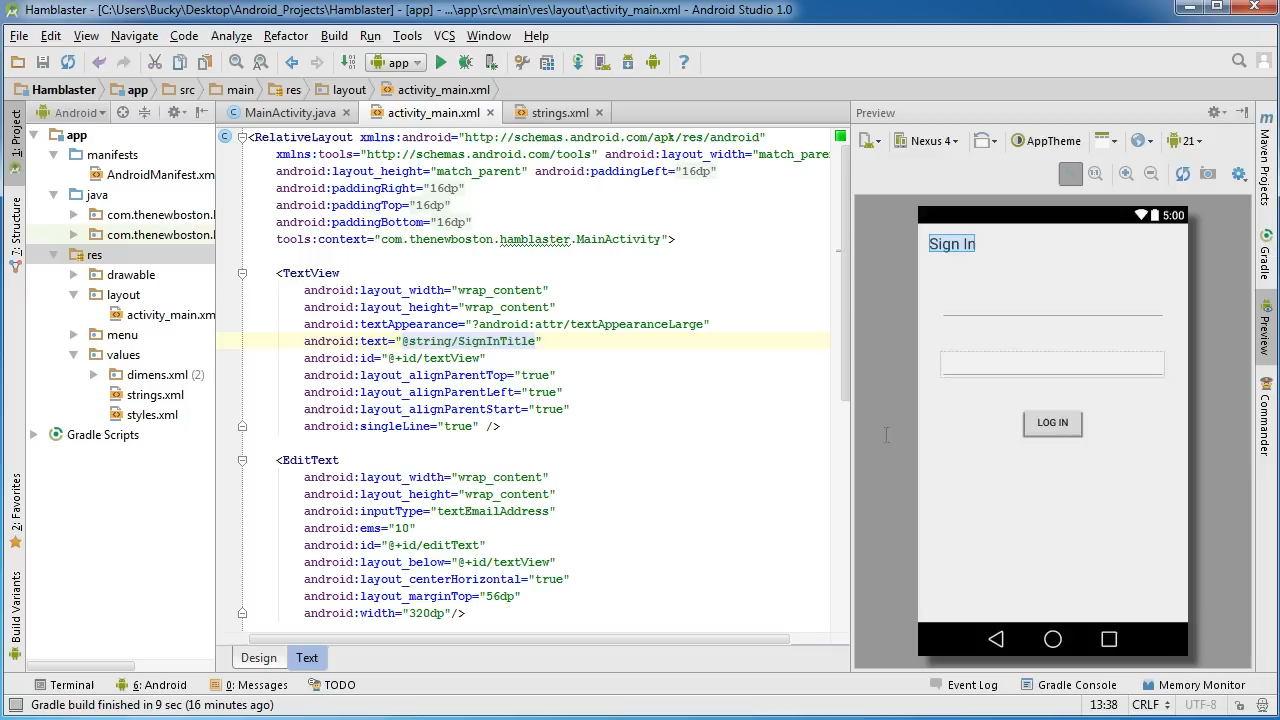 Hamblaster - [C:\Users\Bucky\Desktop\Android_Projects\Hamblaster] - [app] - ...\app\src\main\res\layout\activity_main.xml - Android Studio 1.0
File Edit View Navigate Code Analyze Refactor Build Run Tools VCS Window Help
app
Hamblaster app src main res layout activity_main.xml
Android MainActivity.java activity_main.xml strings.xml Preview
1: Project
7: Structure
2: Favorites
Build Variants
app
manifests
AndroidManifest.xm
java
com.thenewboston.l
com.thenewboston.l
res
drawable
layout
activity_main.xm
menu
values
dimens.xml (2)
strings.xml
styles.xml
Gradle Scripts
<RelativeLayout xmlns:android="http://schemas.android.com/apk/res/android"
xmlns:tools="http://schemas.android.com/tools" android:layout_width="match_pare
android:layout_height="match_parent" android:paddingLeft="16dp"
android:paddingRight="16dp"
android:paddingTop="16dp"
android:paddingBottom="16dp"
tools:context="com.thenewboston.hamblaster.MainActivity">
<TextView
android:layout_width="wrap_content"
android:layout_height="wrap_content"
android:textAppearance="?android:attr/textAppearanceLarge"
android:text="@string/SignInTitle"
android:id="@+id/textView"
android:layout_alignParentTop="true"
android:layout_alignParentLeft="true"
android:layout_alignParentStart="true"
android:singleLine="true" />
<EditText
android:layout_width="wrap_content"
android:layout_height="wrap_content"
android:inputType="textEmailAddress"
android:ems="10"
android:id="@+id/editText"
android:layout_below="@+id/textView"
android:layout_centerHorizontal="true"
android:layout_marginTop="56dp"
android:width="320dp"/>
Design Text
Nexus 4 AppTheme 21
5:00
Sign In
LOG IN
Maven Projects
Gradle
Preview
Commander
Terminal 6: Android 0: Messages TODO Event Log Gradle Console Memory Monitor
Gradle build finished in 9 sec (16 minutes ago) 13:38 CRLF UTF-8